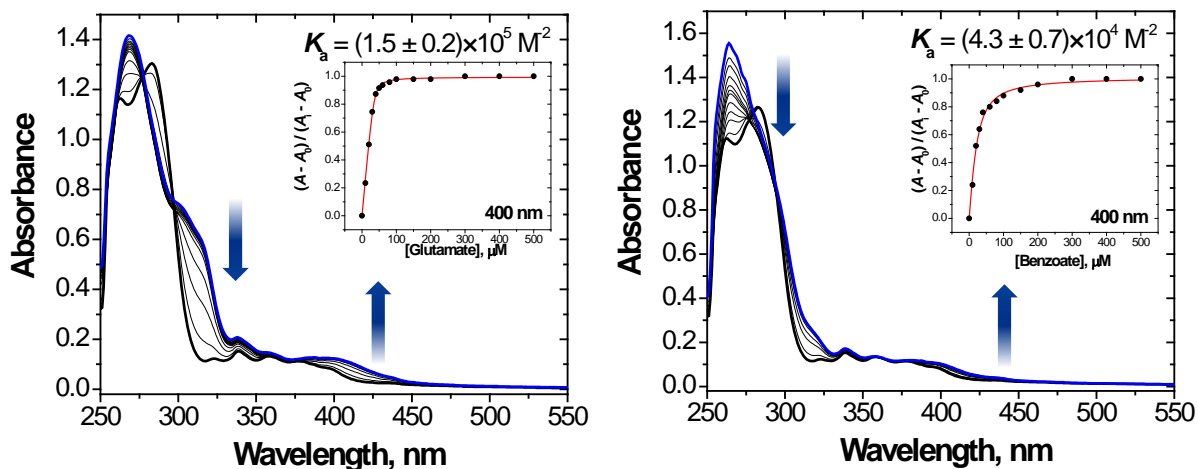 K_a = (1.5 ± 0.2)×10⁵ M⁻²
1.4
1.2
1.0
0.8
0.6
0.4
0.2
0.0
Absorbance
250 300 350 400 450 500 550
Wavelength, nm
1.0
0.8
0.6
0.4
0.2
0.0
(A - A₀) / (Aᵢ - A₀)
400 nm
0 100 200 300 400 500
[Glutamate], µM
K_a = (4.3 ± 0.7)×10⁴ M⁻²
1.6
1.4
1.2
1.0
0.8
0.6
0.4
0.2
0.0
Absorbance
250 300 350 400 450 500 550
Wavelength, nm
1.0
0.8
0.6
0.4
0.2
0.0
(A - A₀) / (Aᵢ - A₀)
400 nm
0 100 200 300 400 500
[Benzoate], µM